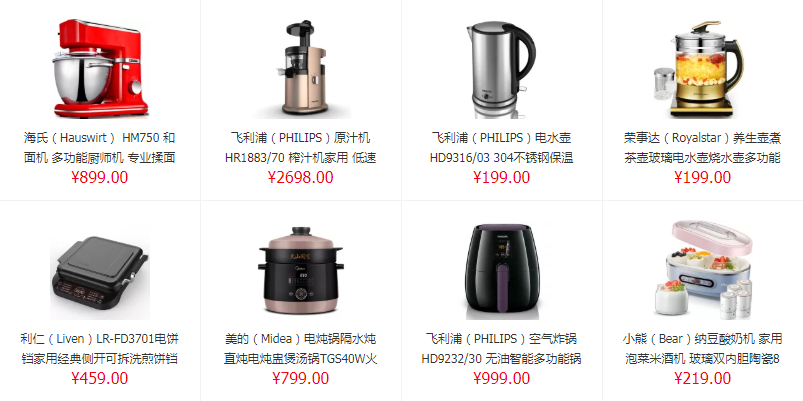 海氏（Hauswirt） HM750 和
面机 多功能厨师机 专业揉面
¥899.00
飞利浦（PHILIPS）原汁机
HR1883/70 榨汁机家用 低速
¥2698.00
飞利浦（PHILIPS）电水壶
HD9316/03 304不锈钢保温
¥199.00
荣事达（Royalstar）养生壶煮
茶壶玻璃电水壶烧水壶多功能
¥199.00
利仁（Liven）LR-FD3701电饼
铛家用经典侧开可拆洗煎饼铛
¥459.00
美的（Midea）电炖锅隔水炖
直炖电炖盅煲汤锅TGS40W火
¥799.00
飞利浦（PHILIPS）空气炸锅
HD9232/30 无油智能多功能锅
¥999.00
小熊（Bear）纳豆酸奶机 家用
泡菜米酒机 玻璃双内胆陶瓷8
¥219.00